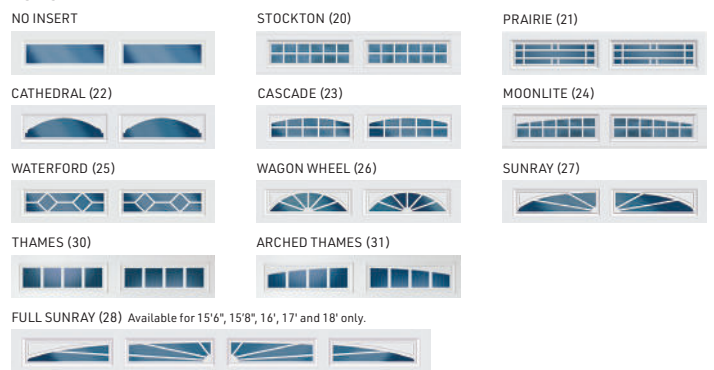 NO INSERT
STOCKTON (20)
PRAIRIE (21)
CATHEDRAL (22)
CASCADE (23)
MOONLITE (24)
WATERFORD (25)
WAGON WHEEL (26)
SUNRAY (27)
THAMES (30)
ARCHED THAMES (31)
FULL SUNRAY (28) Available for 15'6", 15'8", 16', 17' and 18' only.